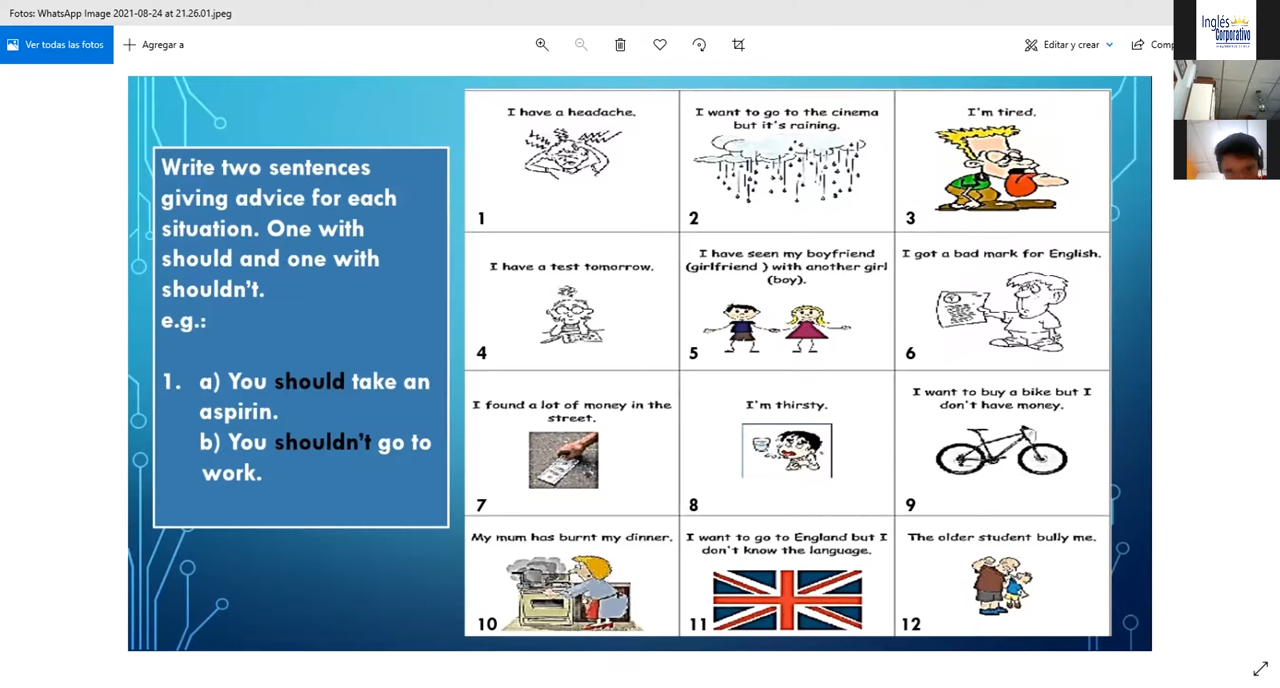 Fotos: WhatsApp Image 2021-08-24 at 21.26.01.jpeg
Ver todas las fotos
Agregar a
Editar y crear
Comp
Inglés
Corporativo
Write two sentences
giving advice for each
situation. One with
should and one with
shouldn't.
e.g.:
1. a) You should take an
aspirin.
b) You shouldn't go to
work.
I have a headache.
1
I want to go to the cinema
but it's raining.
2
I'm tired.
3
I have a test tomorrow.
4
I have seen my boyfriend
(girlfriend ) with another girl
(boy).
5
I got a bad mark for English.
6
I found a lot of money in the
street.
7
I'm thirsty.
8
I want to buy a bike but I
don't have money.
9
My mum has burnt my dinner.
10
I want to go to England but I
don't know the language.
11
The older student bully me.
12